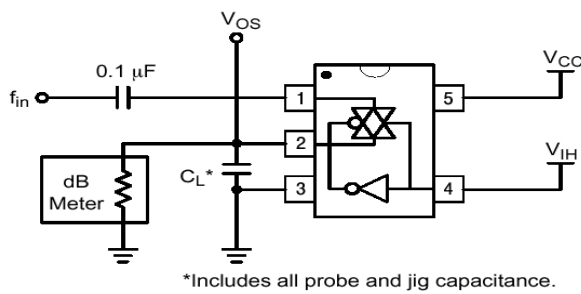 VOS
0.1 μF
fin
1
5
VCC
2
VIH
dB
Meter
CL*
3
4
*Includes all probe and jig capacitance.